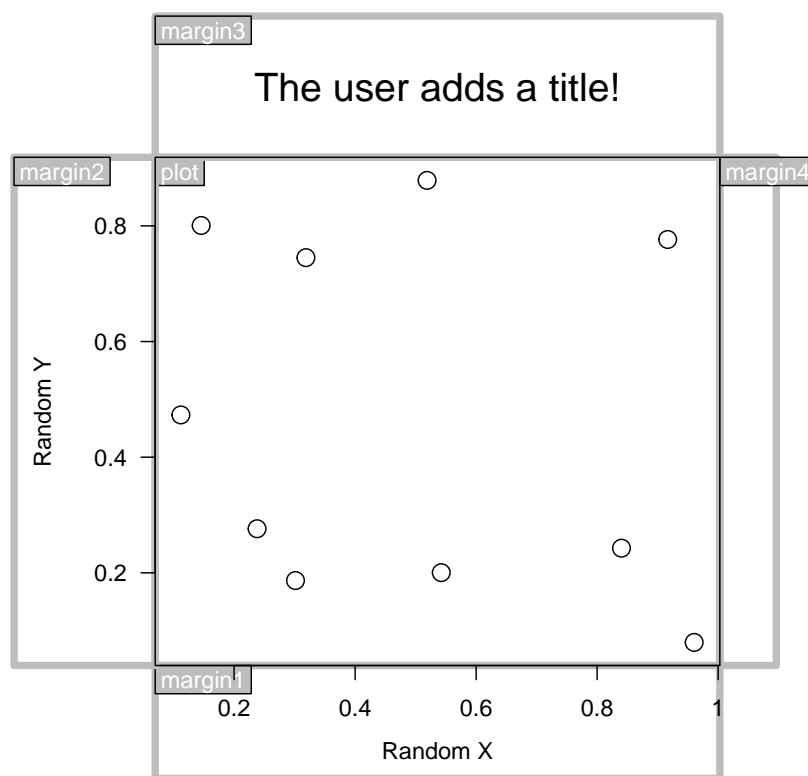 margin3
The user adds a title!
margin2
plot
margin4
0.8
0.6
0.4
0.2
Random Y
margin1
0.2 0.4 0.6 0.8 1
Random X